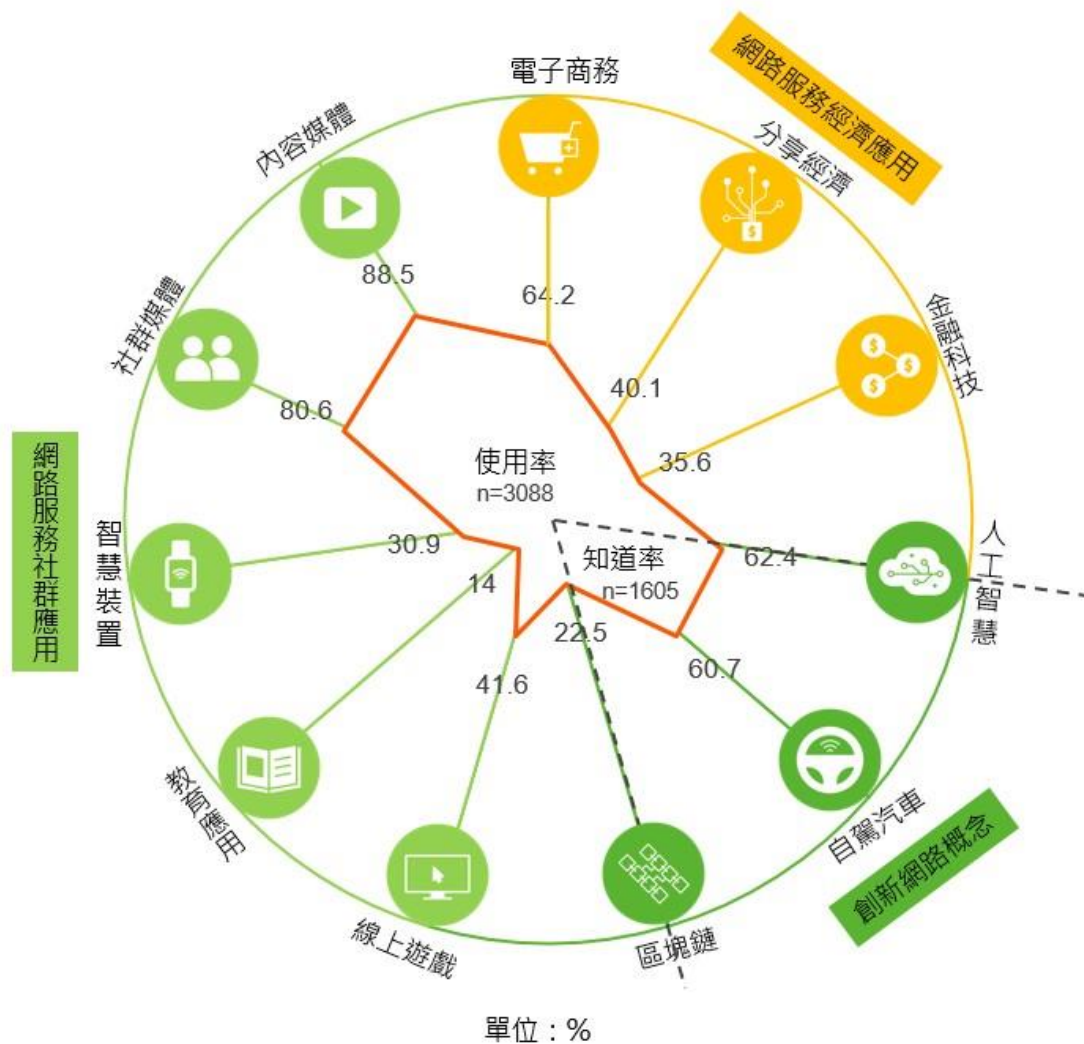 網路服務經濟應用
電子商務
分享經濟
內容媒體
金融科技
社群媒體
88.5
64.2
40.1
80.6
35.6
使用率
n=3088
網路服務社群應用
智慧裝置
30.9
14
知道率
n=1605
62.4
人工智慧
22.5
60.7
41.6
教育應用
自駕汽車
創新網路概念
線上遊戲
區塊鏈
單位：%